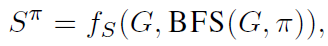 S^π = f_S(G, BFS(G, π)),